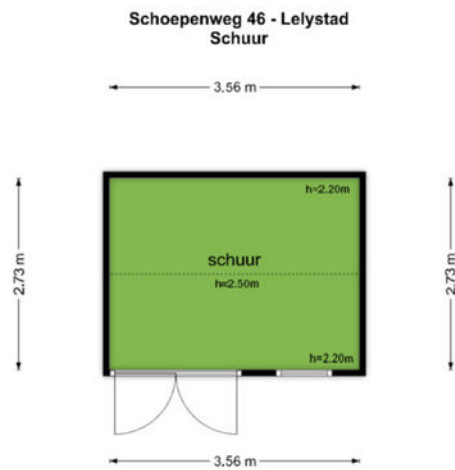 Schoepenweg 46 - Lelystad
Schuur
3.56 m
h=2.20m
2.73 m
schuur
2.73 m
h=2.50m
h=2.20m
3.56 m